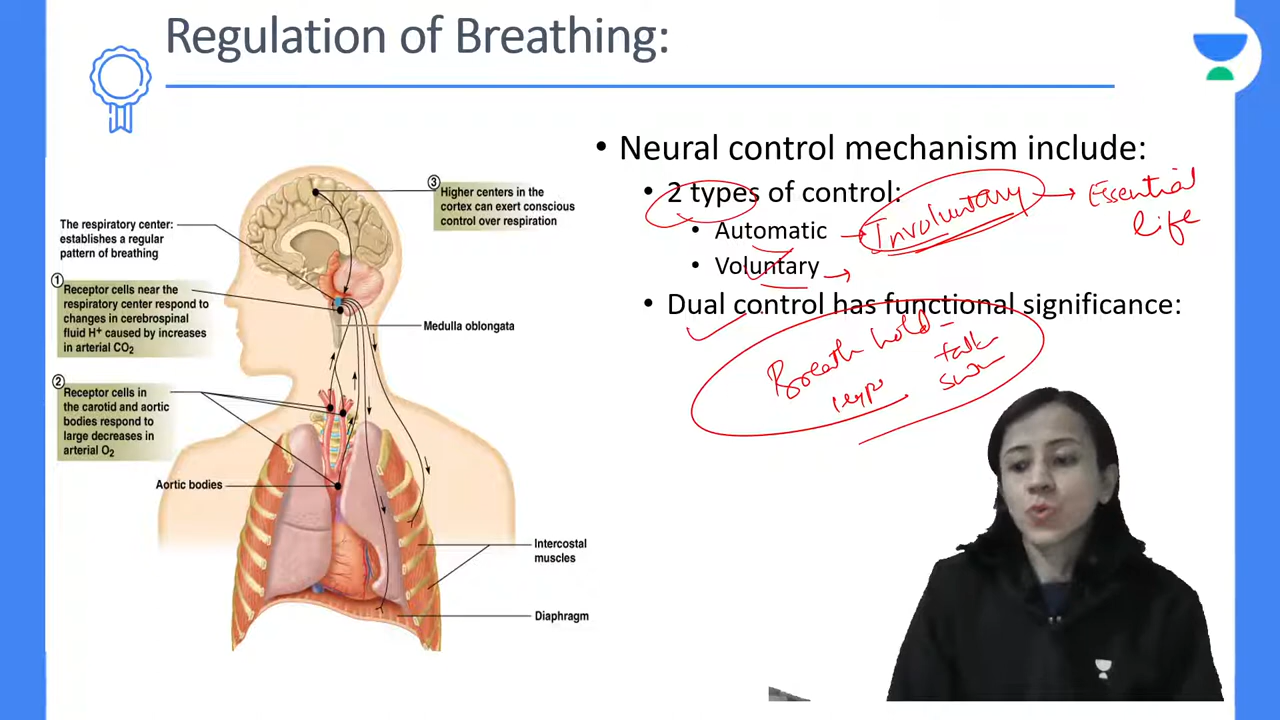 Regulation of Breathing:
• Neural control mechanism include:
• 2 types of control:
• Automatic → Involuntary → Essential
life
• Voluntary →
• Dual control has functional significance:
Breath hold –
talk
③
Higher centers in the
cortex can exert conscious
control over respiration
The respiratory center:
establishes a regular
pattern of breathing
①
Receptor cells near the
respiratory center respond to
changes in cerebrospinal
fluid H⁺ caused by increases
in arterial CO₂
Medulla oblongata
②
Receptor cells in
the carotid and aortic
bodies respond to
large decreases in
arterial O₂
Aortic bodies
Intercostal
muscles
Diaphragm